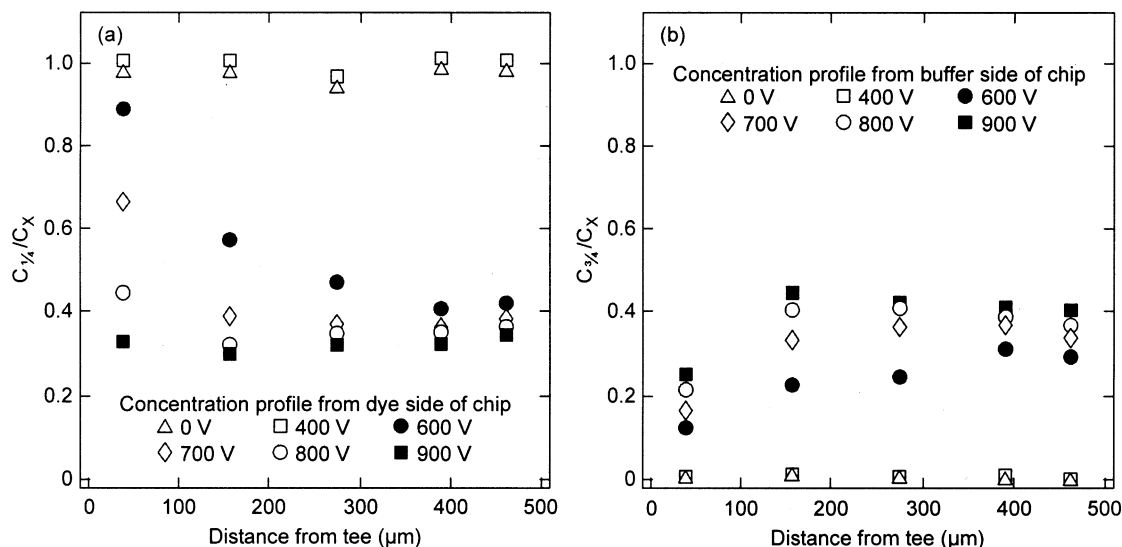 (a)
1.0
0.8
0.6
0.4
0.2
0
C¼/CX
Concentration profile from dye side of chip
0 V 400 V 600 V
700 V 800 V 900 V
0 100 200 300 400 500
Distance from tee (μm)
(b)
1.0
0.8
0.6
0.4
0.2
0
C¾/CX
Concentration profile from buffer side of chip
0 V 400 V 600 V
700 V 800 V 900 V
0 100 200 300 400 500
Distance from tee (μm)